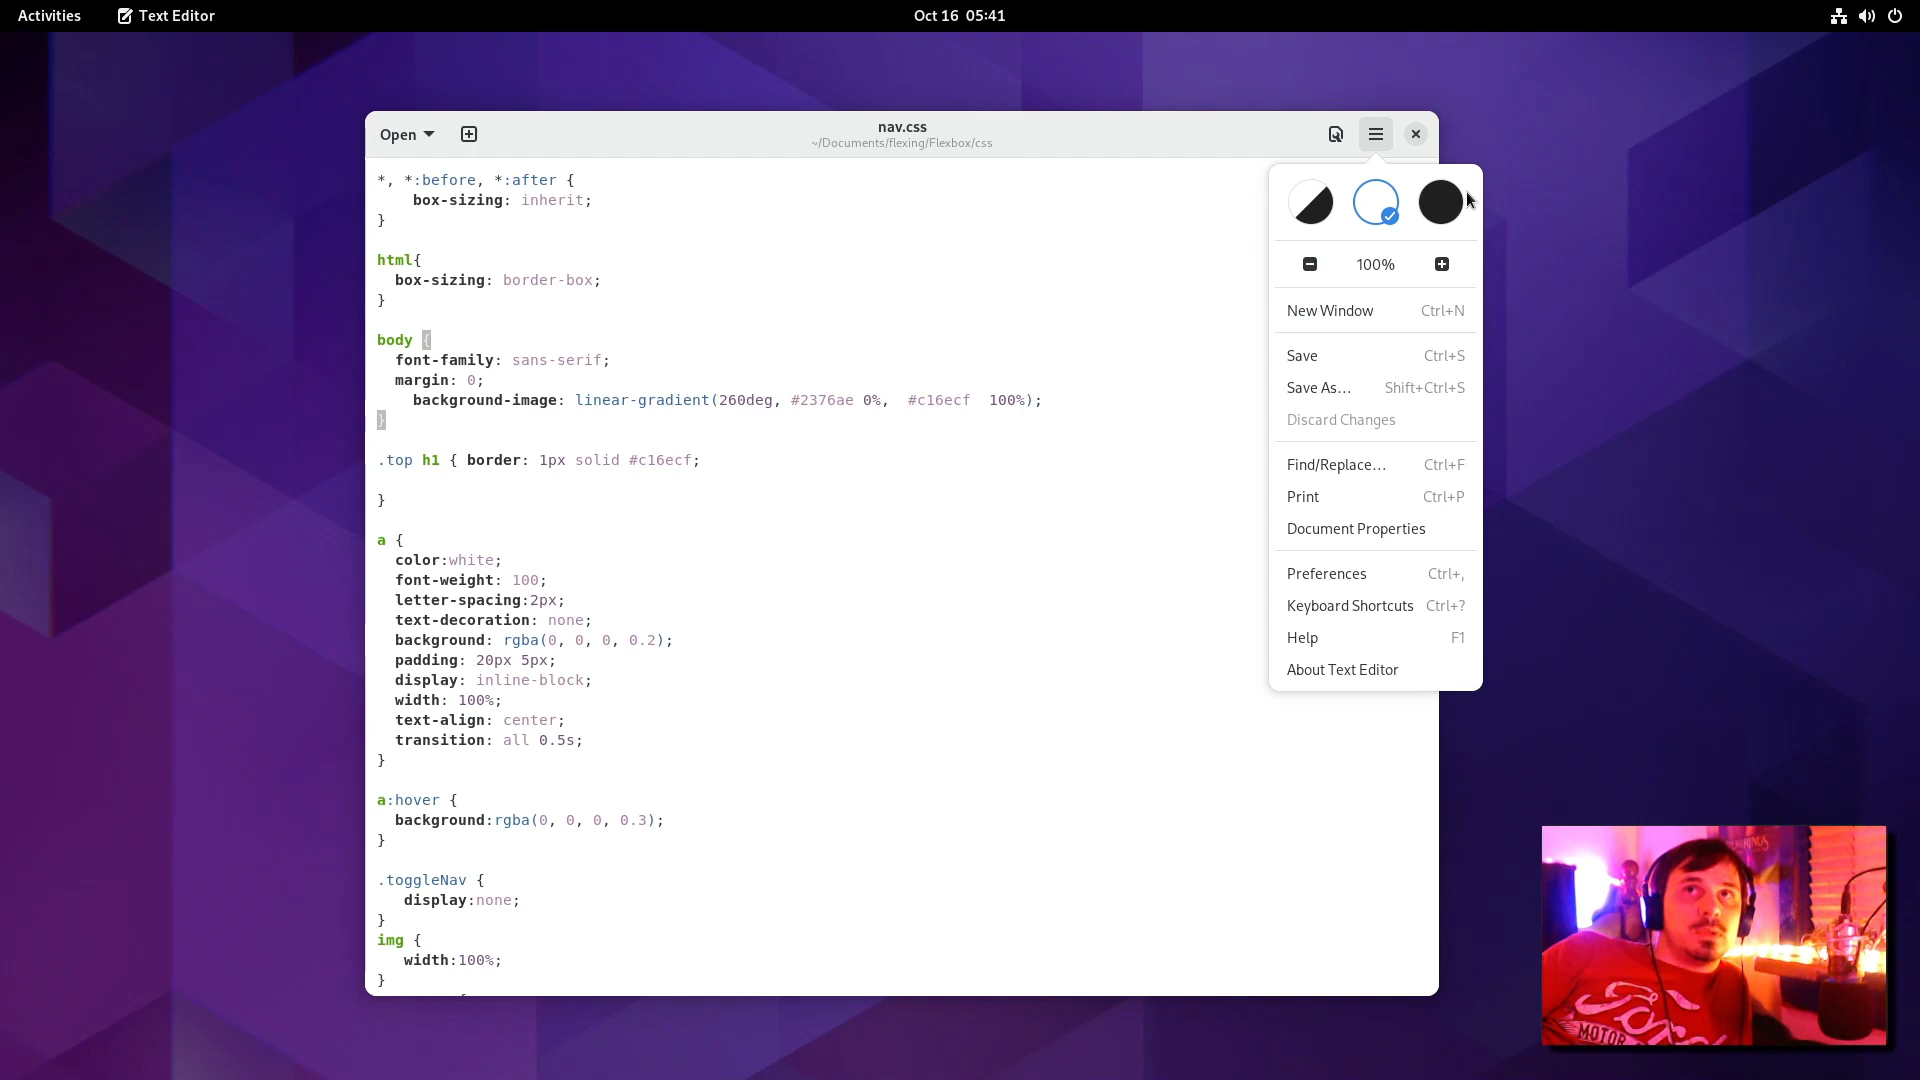 Activities
Text Editor
Oct 16 05:41
Open
nav.css
~/Documents/flexing/Flexbox/css
*, *:before, *:after {
box-sizing: inherit;
}
html{
box-sizing: border-box;
}
body {
font-family: sans-serif;
margin: 0;
background-image: linear-gradient(260deg, #2376ae 0%, #c16ecf 100%);
}
.top h1 { border: 1px solid #c16ecf;
}
a {
color:white;
font-weight: 100;
letter-spacing:2px;
text-decoration: none;
background: rgba(0, 0, 0, 0.2);
padding: 20px 5px;
display: inline-block;
width: 100%;
text-align: center;
transition: all 0.5s;
}
a:hover {
background:rgba(0, 0, 0, 0.3);
}
.toggleNav {
display:none;
}
img {
width:100%;
}
100%
New Window Ctrl+N
Save Ctrl+S
Save As... Shift+Ctrl+S
Discard Changes
Find/Replace... Ctrl+F
Print Ctrl+P
Document Properties
Preferences Ctrl+,
Keyboard Shortcuts Ctrl+?
Help F1
About Text Editor
Ford
MOTOR